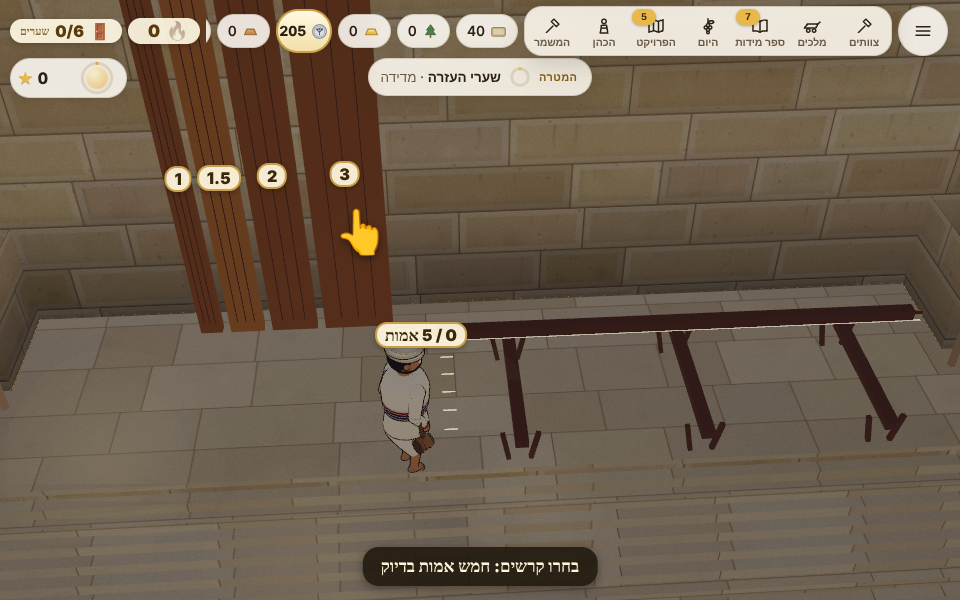 צוותים
מלכים
ספר מידות
7
היום
הפרויקט
5
הכהן
המשמר
40
0
0
205
0
0
0/6 שערים
המטרה שערי העזרה · מדידה
0
1
1.5
2
3
0 / 5 אמות
בחרו קרשים: חמש אמות בדיוק